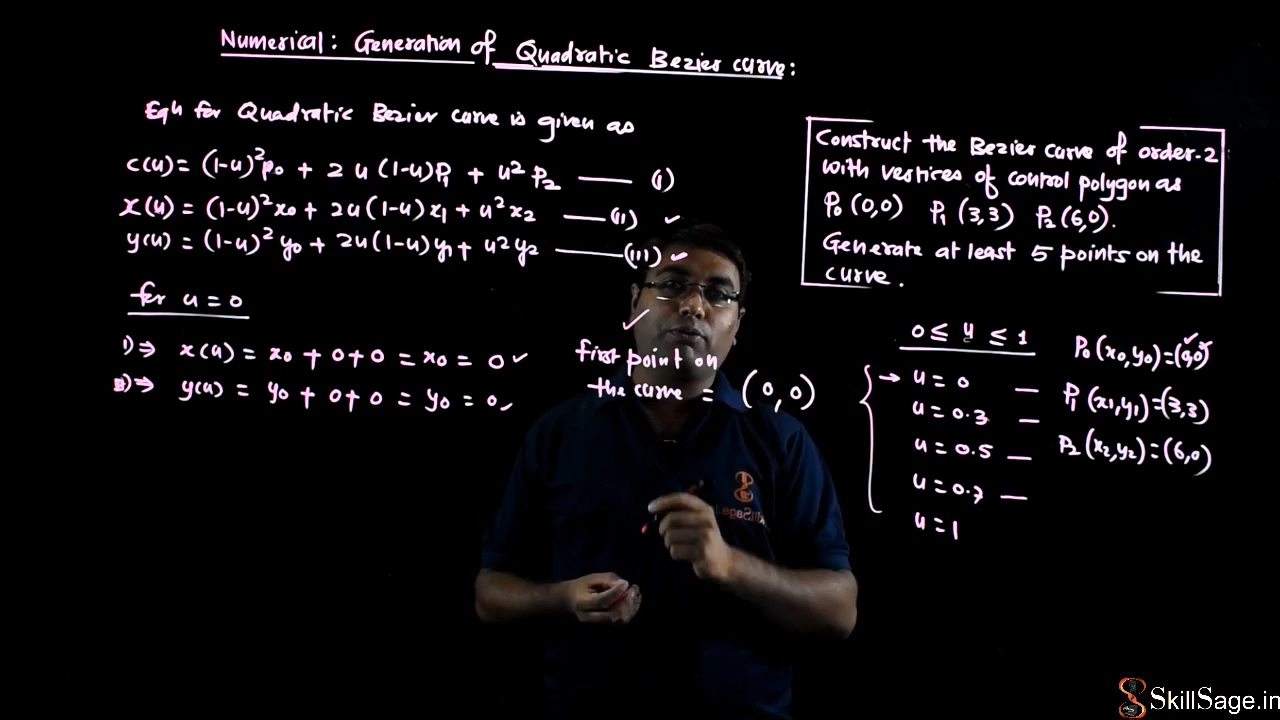 Numerical: Generation of Quadratic Bezier curve:
Eqn for Quadratic Bezier curve is given as
c(u) = (1-u)²p₀ + 2u(1-u)P₁ + u²P₂ —— (i)
x(u) = (1-u)²x₀ + 2u(1-u)x₁ + u²x₂ —— (ii) ✓
y(u) = (1-u)²y₀ + 2u(1-u)y₁ + u²y₂ —— (iii) ✓
for u = 0
1) ⇒ x(u) = x₀ + 0 + 0 = x₀ = 0 ✓
) ⇒ y(u) = y₀ + 0 + 0 = y₀ = 0 ✓
✓
first point on
the curve = (0,0)
Construct the Bezier curve of order-2
with vertices of control polygon as
P₀ (0,0) P₁ (3,3) P₂ (6,0).
Generate at least 5 points on the
curve.
0 ≤ u ≤ 1
→ u = 0 —
u = 0.3 —
u = 0.5 —
u = 0.7 —
u = 1
P₀(x₀,y₀)=(0,0)
P₁(x₁,y₁)=(3,3)
P₂(x₂,y₂)=(6,0)
SkillSage.in